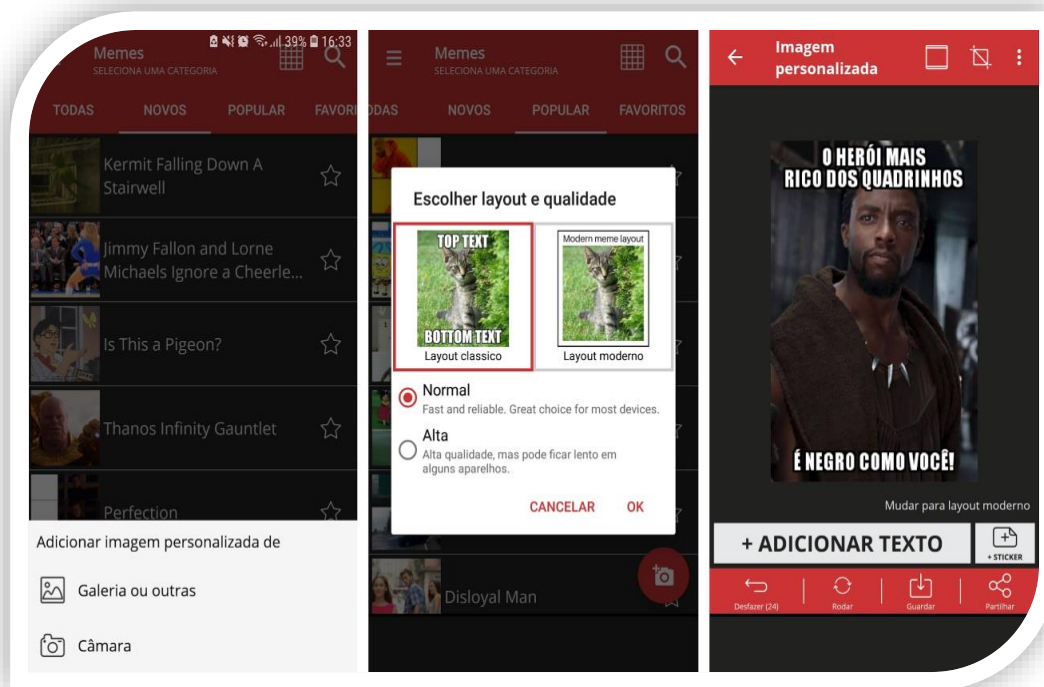 39% 16:33
Memes
SELECIONA UMA CATEGORIA
TODAS NOVOS POPULAR FAVORI
Kermit Falling Down A
Stairwell
Jimmy Fallon and Lorne
Michaels Ignore a Cheerle...
Is This a Pigeon?
Thanos Infinity Gauntlet
Perfection
Adicionar imagem personalizada de
Galeria ou outras
Câmara
Memes
SELECIONA UMA CATEGORIA
ODAS NOVOS POPULAR FAVORITOS
Escolher layout e qualidade
TOP TEXT
BOTTOM TEXT
Layout classico
Modern meme layout
Layout moderno
Normal
Fast and reliable. Great choice for most devices.
Alta
Alta qualidade, mas pode ficar lento em
alguns aparelhos.
CANCELAR OK
Disloyal Man
Imagem
personalizada
O HERÓI MAIS
RICO DOS QUADRINHOS
É NEGRO COMO VOCÊ!
Mudar para layout moderno
+ ADICIONAR TEXTO
+ STICKER
Desfazer (24) Rodar Guardar Partilhar